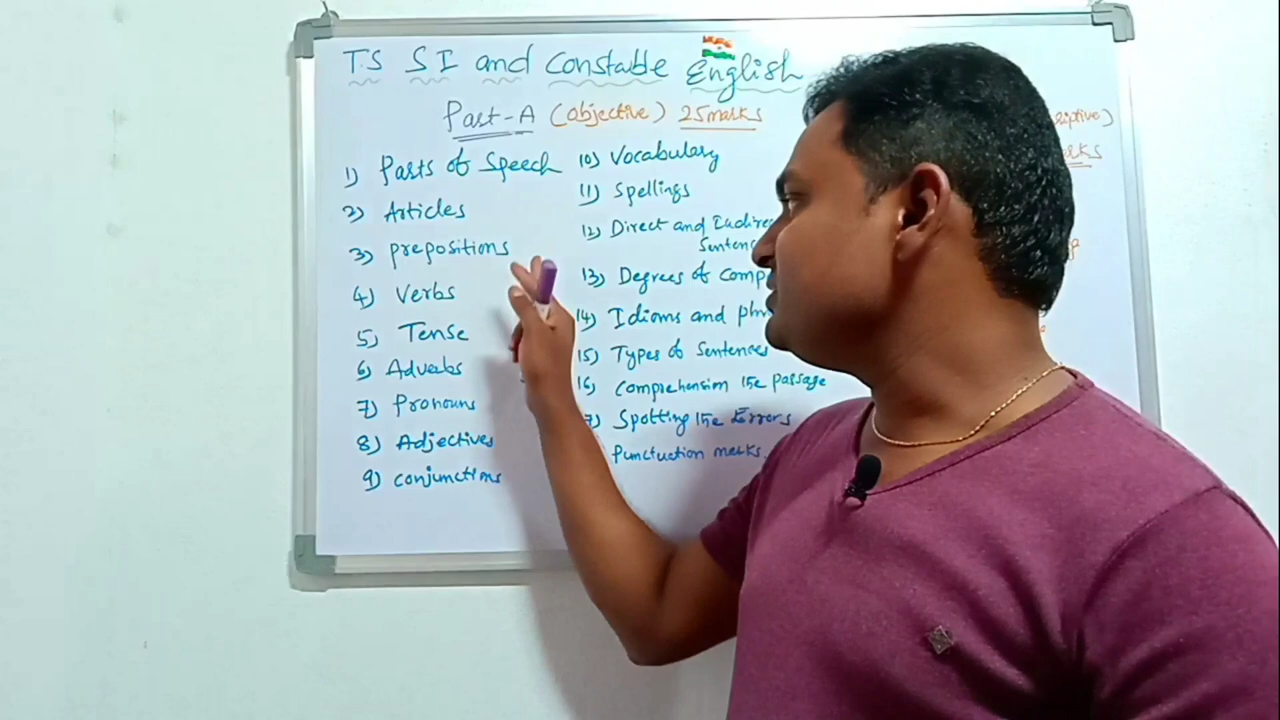 T.S SI and Constable English
Part-A (objective) 25 marks
1) Parts of Speech
2) Articles
3) prepositions
4) Verbs
5) Tense
6) Adverbs
7) Pronouns
8) Adjectives
9) conjunctions
10) Vocabulary
11) Spellings
12) Direct and
13) Degrees of
14) Idioms and
15) Types of Sentences
16) Comprehension the passage
Spotting the Errors
Punctuation marks.